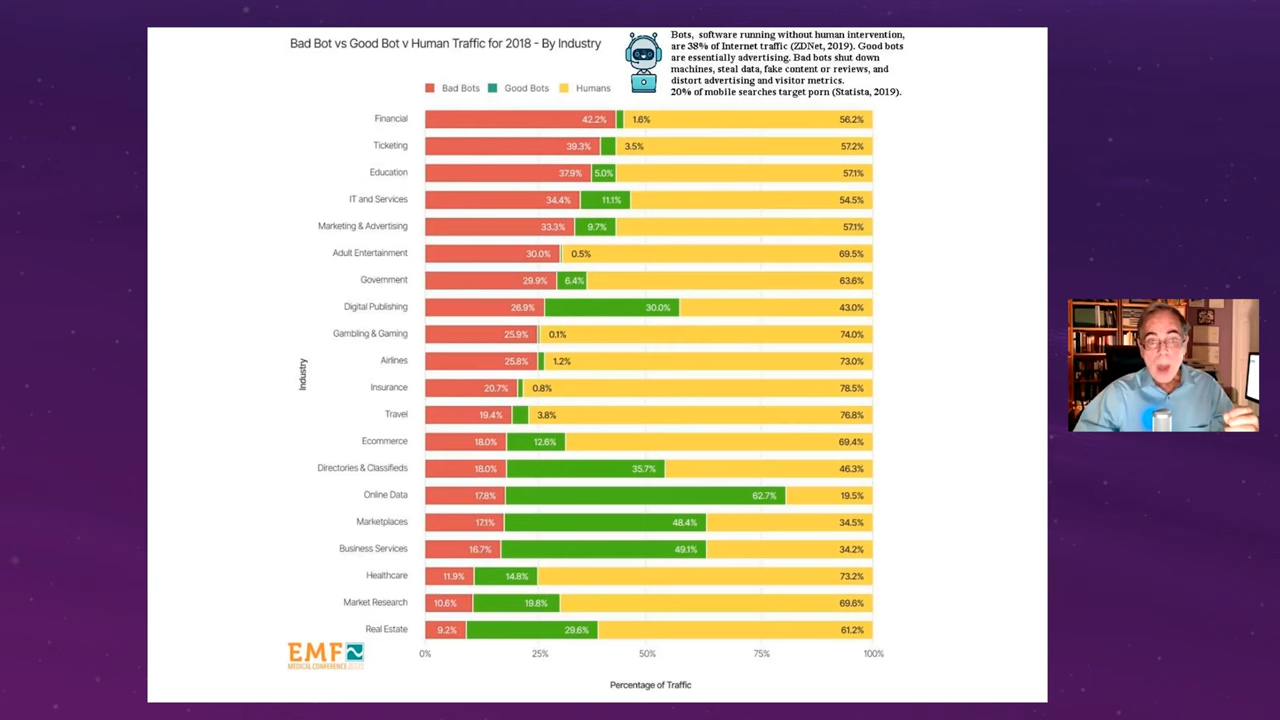 Bad Bot vs Good Bot v Human Traffic for 2018 - By Industry
Bots, software running without human intervention,
are 38% of Internet traffic (ZDNet, 2019). Good bots
are essentially advertising. Bad bots shut down
machines, steal data, fake content or reviews, and
distort advertising and visitor metrics.
20% of mobile searches target porn (Statista, 2019).
Bad Bots Good Bots Humans
Financial 42.2% 1.6% 56.2%
Ticketing 39.3% 3.5% 57.2%
Education 37.9% 5.0% 57.1%
IT and Services 34.4% 11.1% 54.5%
Marketing & Advertising 33.3% 9.7% 57.1%
Adult Entertainment 30.0% 0.5% 69.5%
Government 29.9% 6.4% 63.6%
Digital Publishing 26.9% 30.0% 43.0%
Gambling & Gaming 25.9% 0.1% 74.0%
Airlines 25.8% 1.2% 73.0%
Insurance 20.7% 0.8% 78.5%
Travel 19.4% 3.8% 76.8%
Ecommerce 18.0% 12.6% 69.4%
Directories & Classifieds 18.0% 35.7% 46.3%
Online Data 17.8% 62.7% 19.5%
Marketplaces 17.1% 48.4% 34.5%
Business Services 16.7% 49.1% 34.2%
Healthcare 11.9% 14.8% 73.2%
Market Research 10.6% 19.8% 69.6%
Real Estate 9.2% 29.6% 61.2%
Industry
0% 25% 50% 75% 100%
Percentage of Traffic
EMF
MEDICAL CONFERENCE